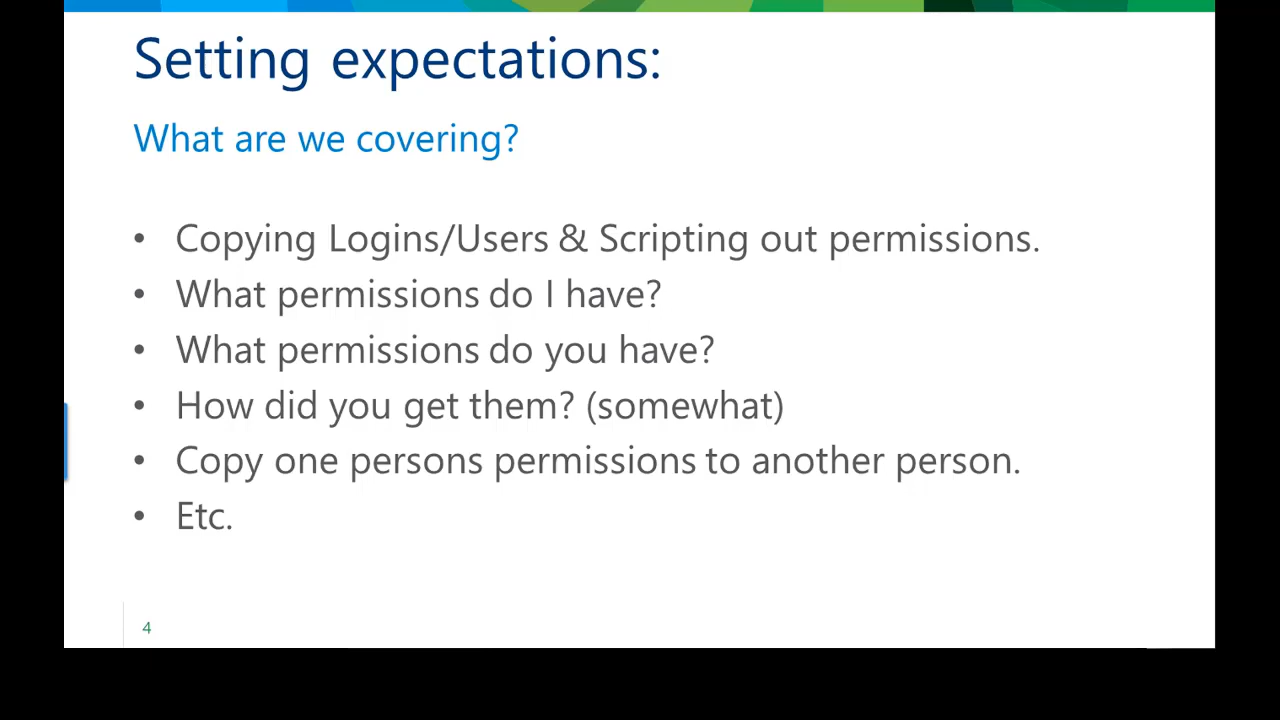 Setting expectations:
What are we covering?
• Copying Logins/Users & Scripting out permissions.
• What permissions do I have?
• What permissions do you have?
• How did you get them? (somewhat)
• Copy one persons permissions to another person.
• Etc.
4